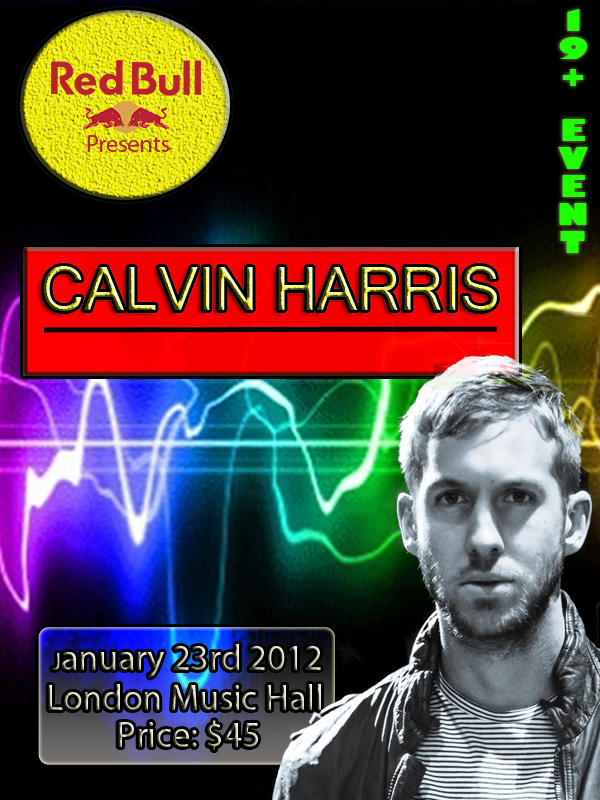 Red Bull
Presents
19+ EVENT
CALVIN HARRIS
January 23rd 2012
London Music Hall
Price: $45